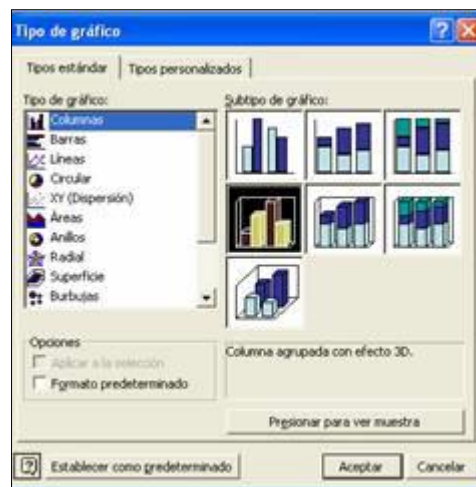 Tipo de gráfico
Tipos estándar
Tipos personalizados
Tipo de gráfico:
Columnas
Barras
Líneas
Circular
XY (Dispersión)
Áreas
Anillos
Radial
Superficie
Burbujas
Subtipo de gráfico:
Opciones
Aplicar a la selección
Formato predeterminado
Columna agrupada con efecto 3D.
Presionar para ver muestra
Establecer como predeterminado
Aceptar
Cancelar